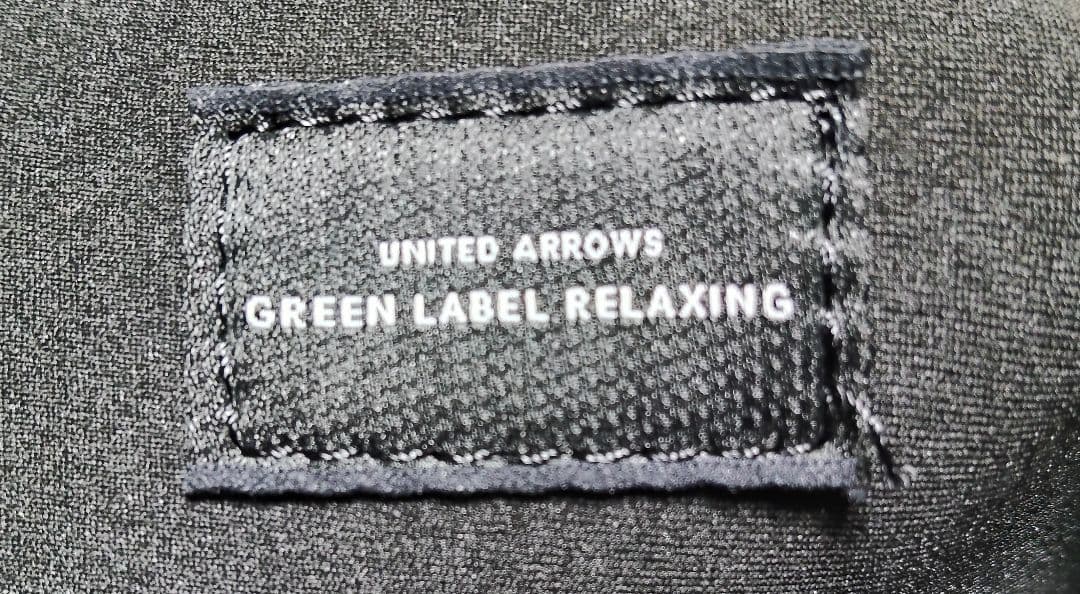 UNITED ARROWS
GREEN LABEL RELAXING